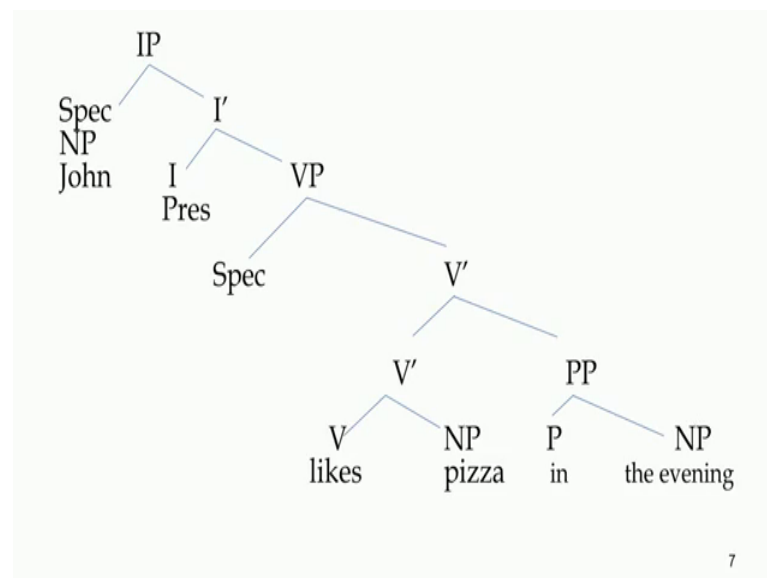 IP
Spec I′
NP
John I VP
Pres
Spec V′
V′ PP
V NP P NP
likes pizza in the evening
7